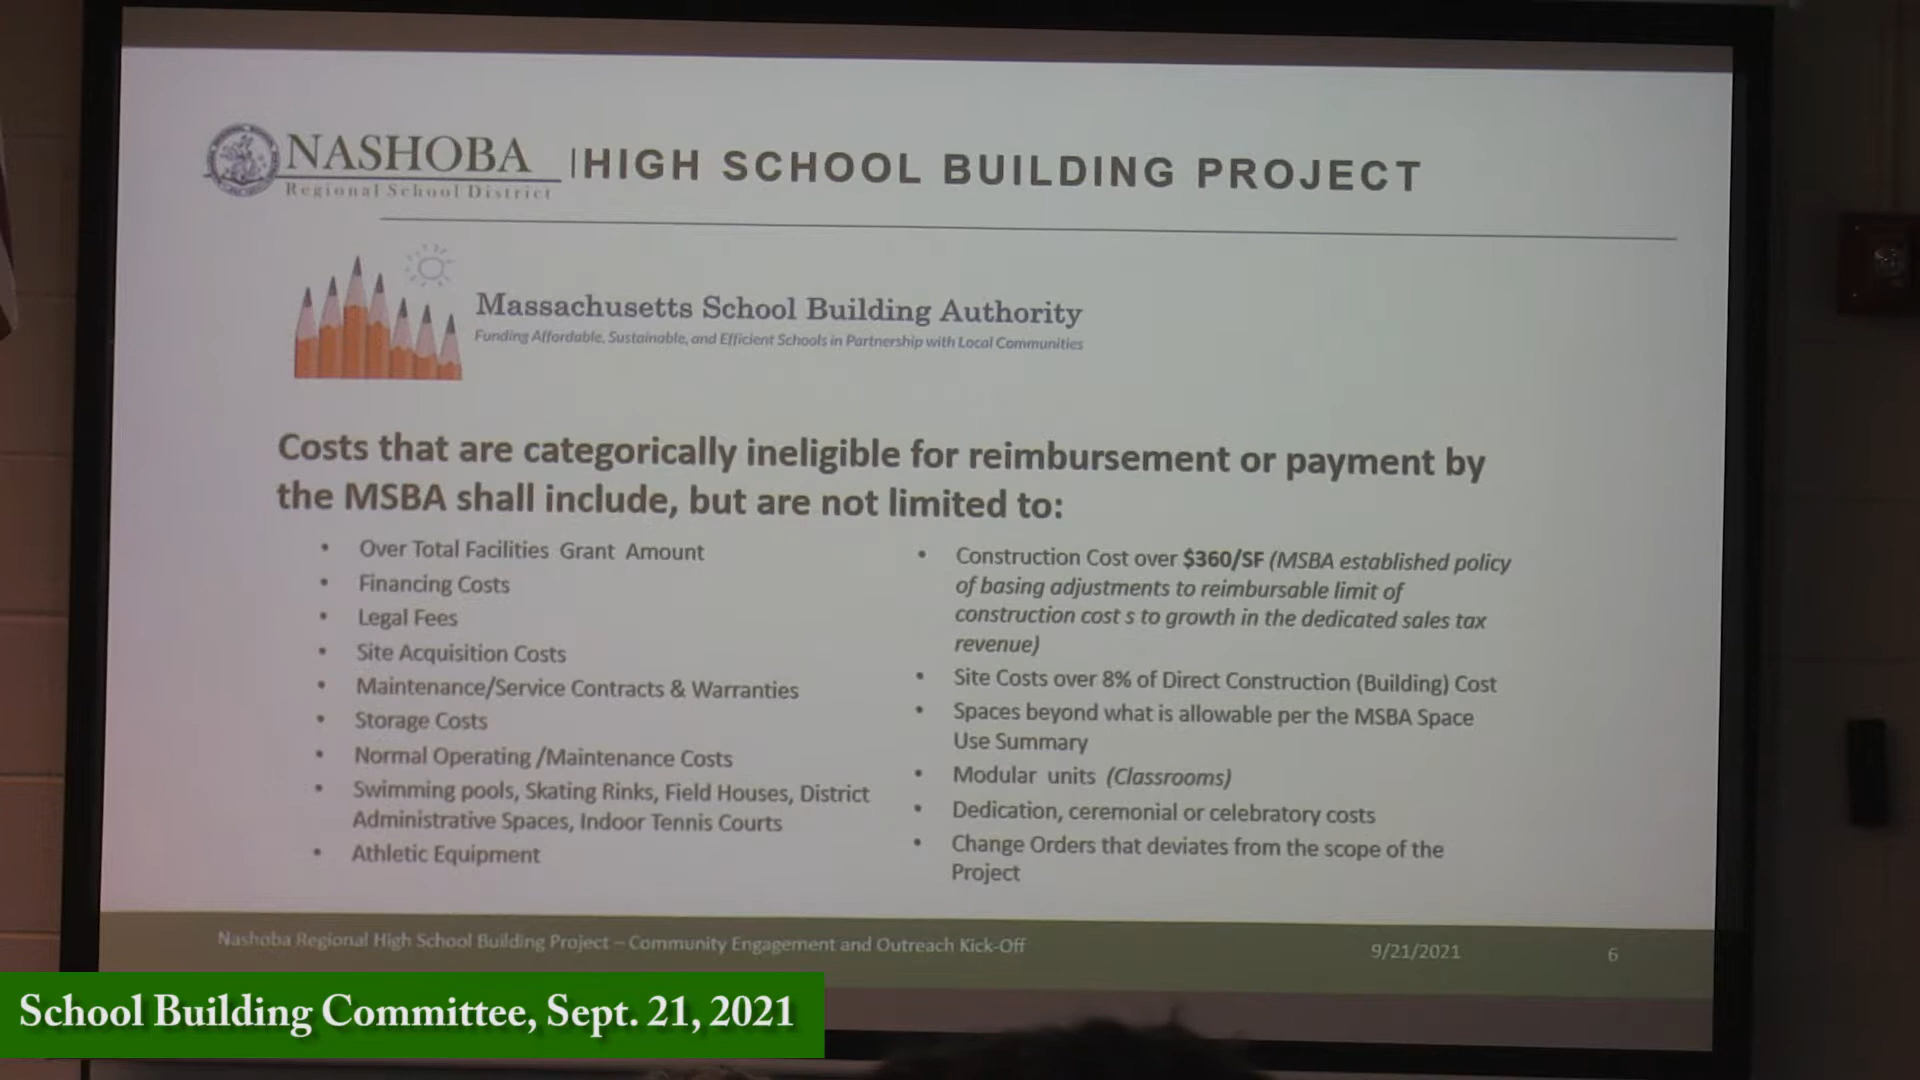 NASHOBA
Regional School District
HIGH SCHOOL BUILDING PROJECT
Massachusetts School Building Authority
Funding Affordable, Sustainable, and Efficient Schools in Partnership with Local Communities
Costs that are categorically ineligible for reimbursement or payment by
the MSBA shall include, but are not limited to:
• Over Total Facilities Grant Amount
• Financing Costs
• Legal Fees
• Site Acquisition Costs
• Maintenance/Service Contracts & Warranties
• Storage Costs
• Normal Operating /Maintenance Costs
• Swimming pools, Skating Rinks, Field Houses, District
Administrative Spaces, Indoor Tennis Courts
• Athletic Equipment
• Construction Cost over $360/SF (MSBA established policy
of basing adjustments to reimbursable limit of
construction cost s to growth in the dedicated sales tax
revenue)
• Site Costs over 8% of Direct Construction (Building) Cost
• Spaces beyond what is allowable per the MSBA Space
Use Summary
• Modular units (Classrooms)
• Dedication, ceremonial or celebratory costs
• Change Orders that deviates from the scope of the
Project
Nashoba Regional High School Building Project – Community Engagement and Outreach Kick-Off
9/21/2021
6
School Building Committee, Sept. 21, 2021